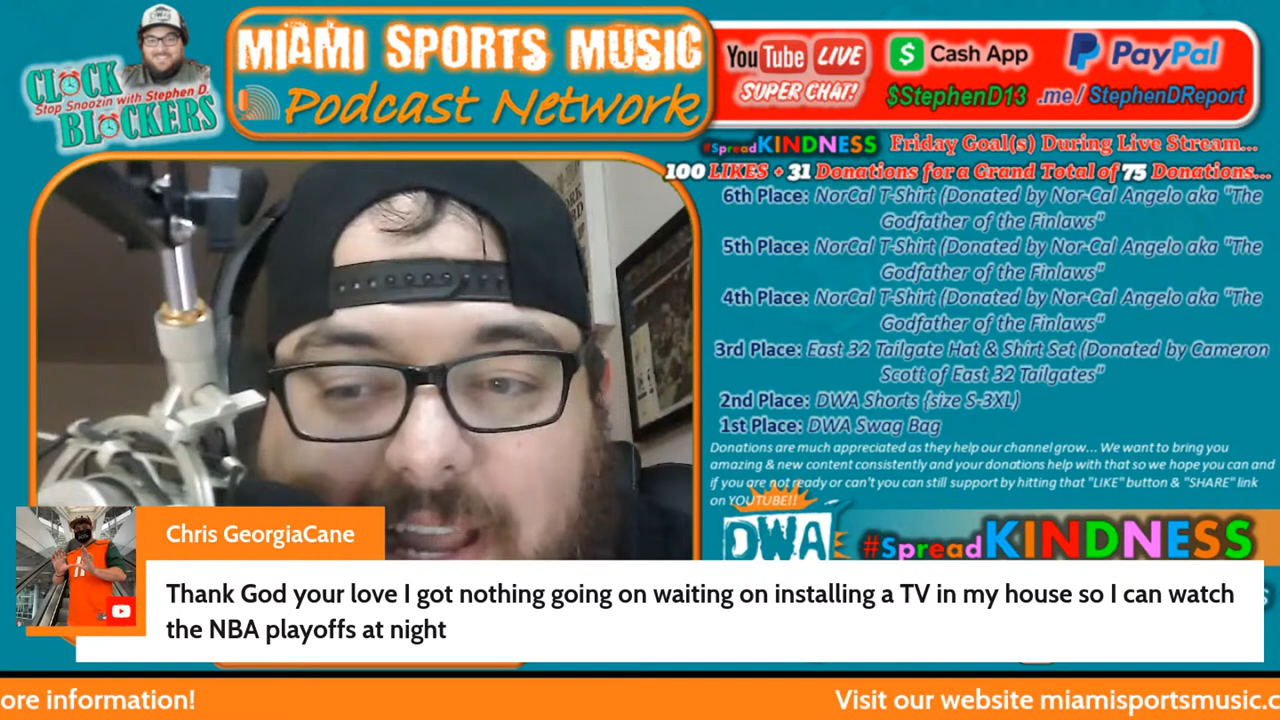 CLOCK
Stop Snoozin with Stephen D.
BLOCKERS
DWA
MiAMi SPORTS MUSIC
Podcast Network
YouTube LIVE
SUPER CHAT!
$ Cash App
$StephenD13
PayPal
.me/StephenDReport
#SpreadKINDNESS Friday Goal(s) During Live Stream...
100 LIKES + 31 Donations for a Grand Total of 75 Donations...
6th Place: NorCal T-Shirt (Donated by Nor-Cal Angelo aka "The
Godfather of the Finlaws"
5th Place: NorCal T-Shirt (Donated by Nor-Cal Angelo aka "The
Godfather of the Finlaws"
4th Place: NorCal T-Shirt (Donated by Nor-Cal Angelo aka "The
Godfather of the Finlaws"
3rd Place: East 32 Tailgate Hat & Shirt Set (Donated by Cameron
Scott of East 32 Tailgates"
2nd Place: DWA Shorts (size S-3XL)
1st Place: DWA Swag Bag
Donations are much appreciated as they help our channel grow... We want to bring you
amazing & new content consistently and your donations help with that so we hope you can and
if you are not ready or can't you can still support by hitting that "LIKE" button & "SHARE" link
on YOUTUBE!!
DWA
#SpreadKINDNESS
Chris GeorgiaCane
Thank God your love I got nothing going on waiting on installing a TV in my house so I can watch
the NBA playoffs at night
ore information!
Visit our website miamisportsmusic.c